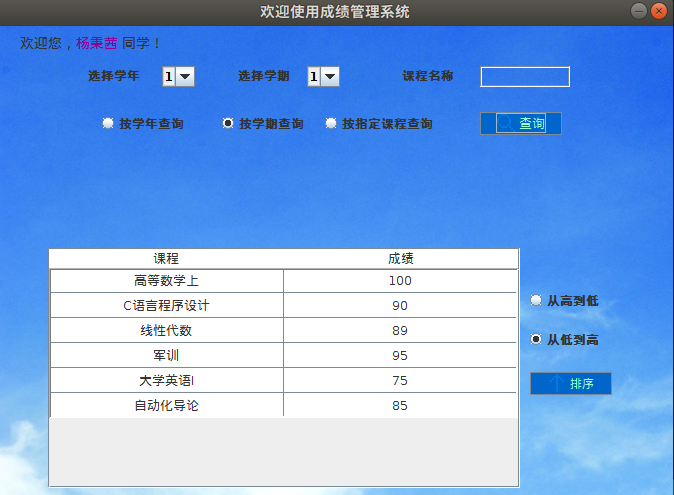 欢迎使用成绩管理系统
欢迎您，杨秉茜 同学！
选择学年 1 选择学期 1 课程名称
按学年查询 按学期查询 按指定课程查询 查询
课程 成绩
高等数学上 100
C语言程序设计 90
线性代数 89
军训 95
大学英语I 75
自动化导论 85
从高到低
从低到高
排序